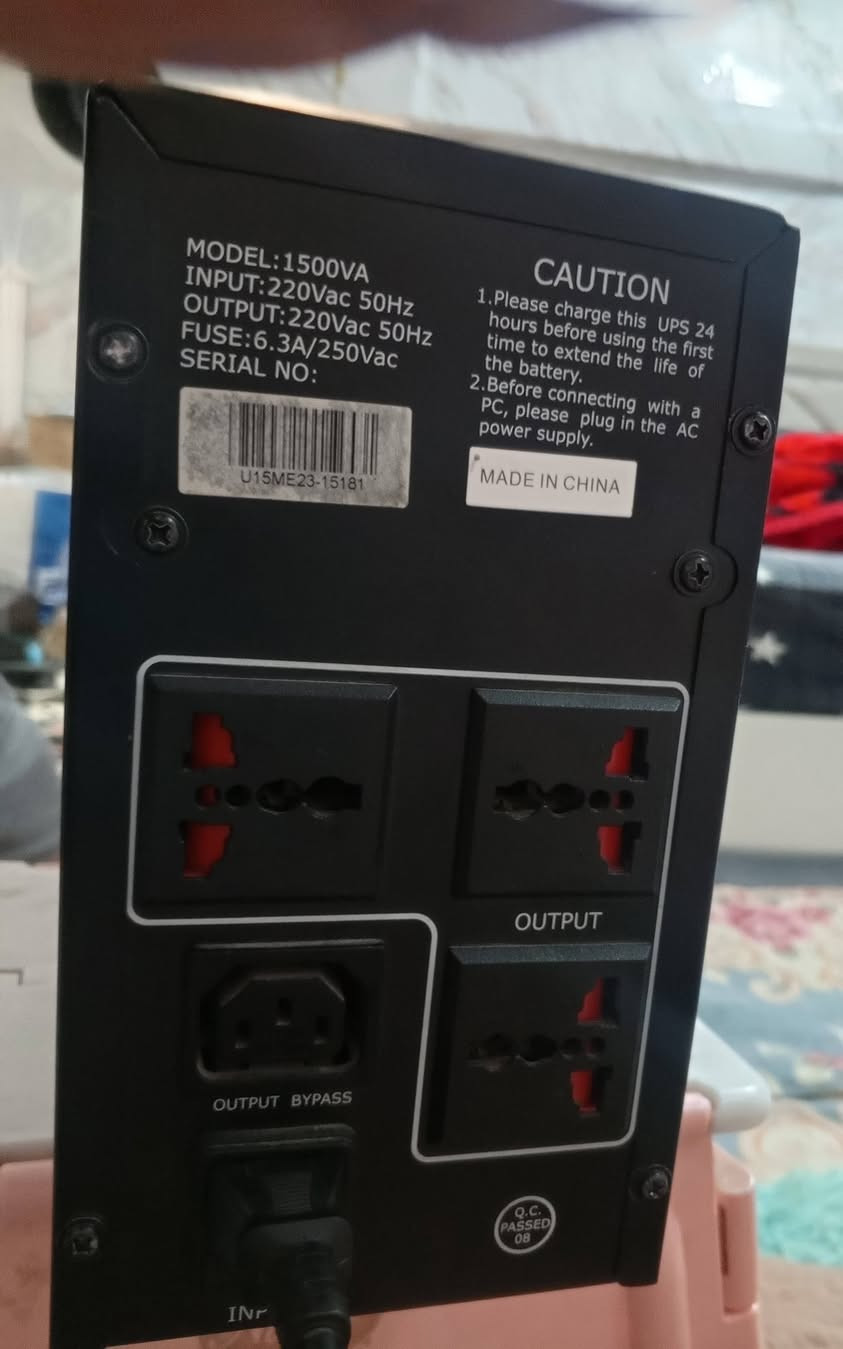 MODEL:1500VA
INPUT:220Vac 50Hz
OUTPUT:220Vac 50Hz
FUSE:6.3A/250Vac
SERIAL NO:
U15ME23-15181
CAUTION
1.Please charge this UPS 24
hours before using the first
time to extend the life of
the battery.
2.Before connecting with a
PC, please plug in the AC
power supply.
MADE IN CHINA
OUTPUT
OUTPUT BYPASS
Q.C.
PASSED
08